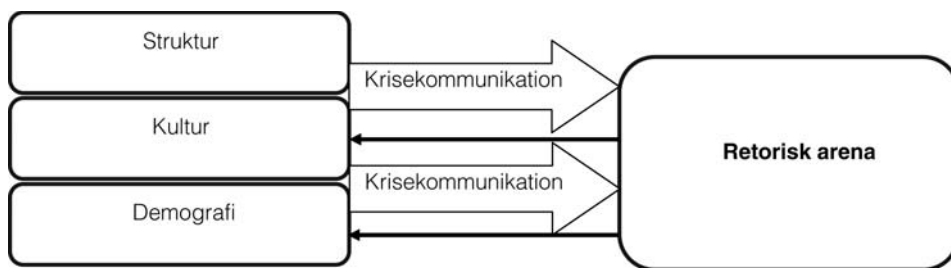 Struktur
Krisekommunikation
Kultur
Retorisk arena
Krisekommunikation
Demografi